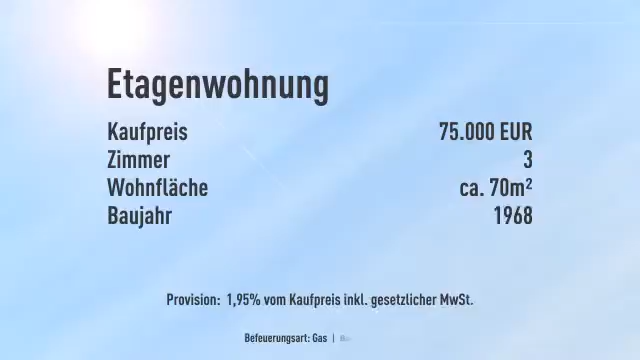 Etagenwohnung
Kaufpreis 75.000 EUR
Zimmer 3
Wohnfläche ca. 70m²
Baujahr 1968
Provision: 1,95% vom Kaufpreis inkl. gesetzlicher MwSt.
Befeuerungsart: Gas |